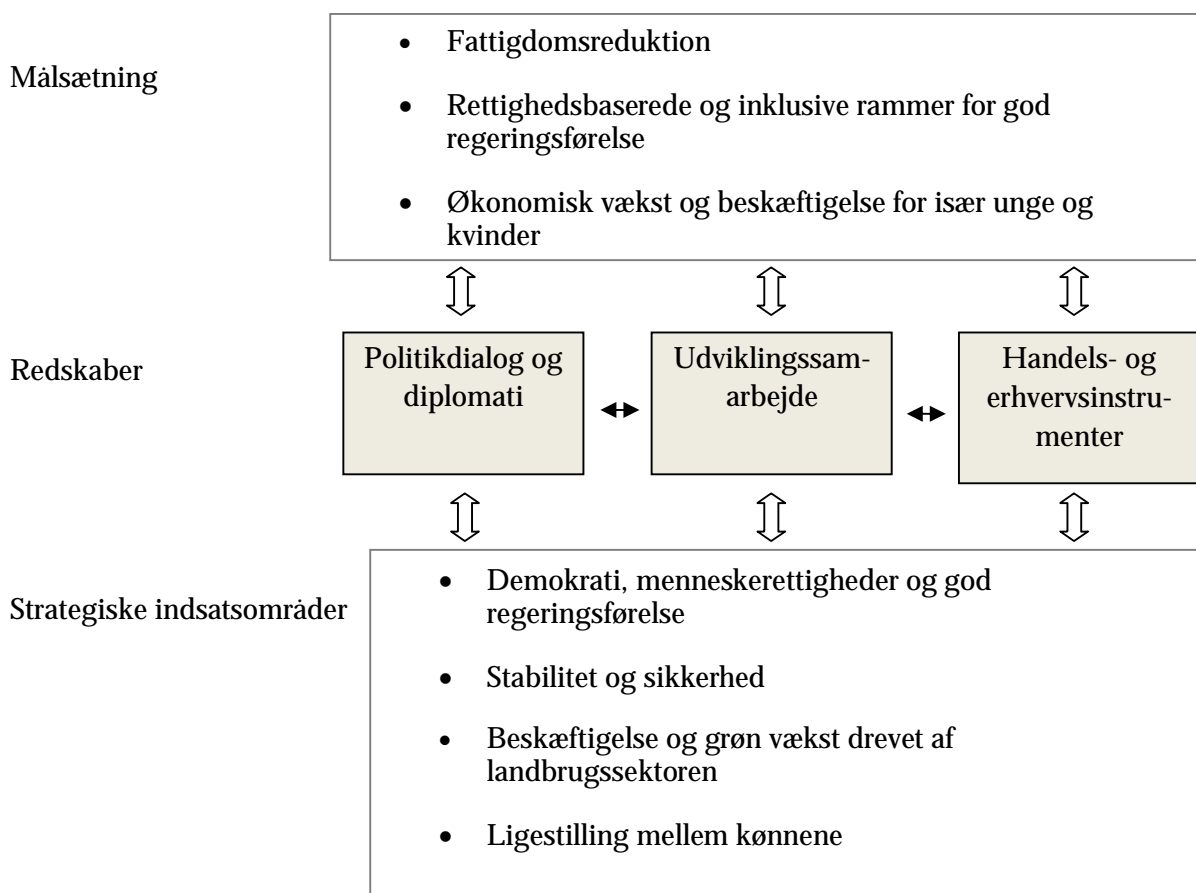 Målsætning
• Fattigdomsreduktion
• Rettighedsbaserede og inklusive rammer for god
regeringsførelse
• Økonomisk vækst og beskæftigelse for især unge og
kvinder
Redskaber
Politikdialog og
diplomati
Udviklingssam-
arbejde
Handels- og
erhvervsinstru-
menter
Strategiske indsatsområder
• Demokrati, menneskerettigheder og god
regeringsførelse
• Stabilitet og sikkerhed
• Beskæftigelse og grøn vækst drevet af
landbrugssektoren
• Ligestilling mellem kønnene